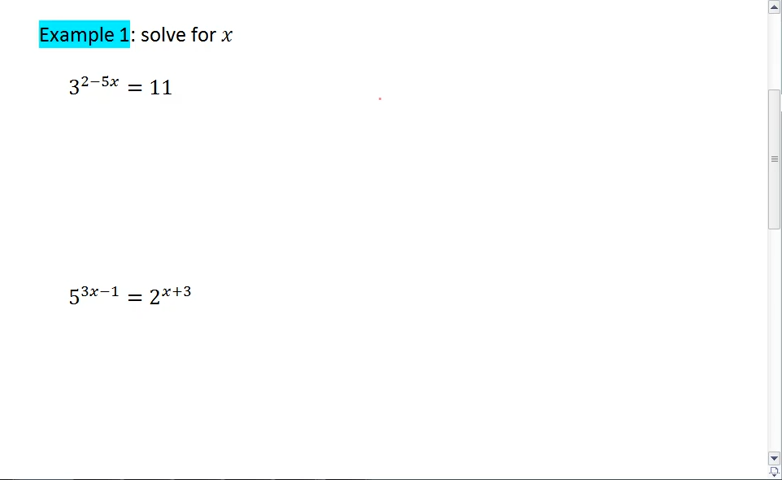 Example 1: solve for x
3^{2−5x} = 11
5^{3x−1} = 2^{x+3}